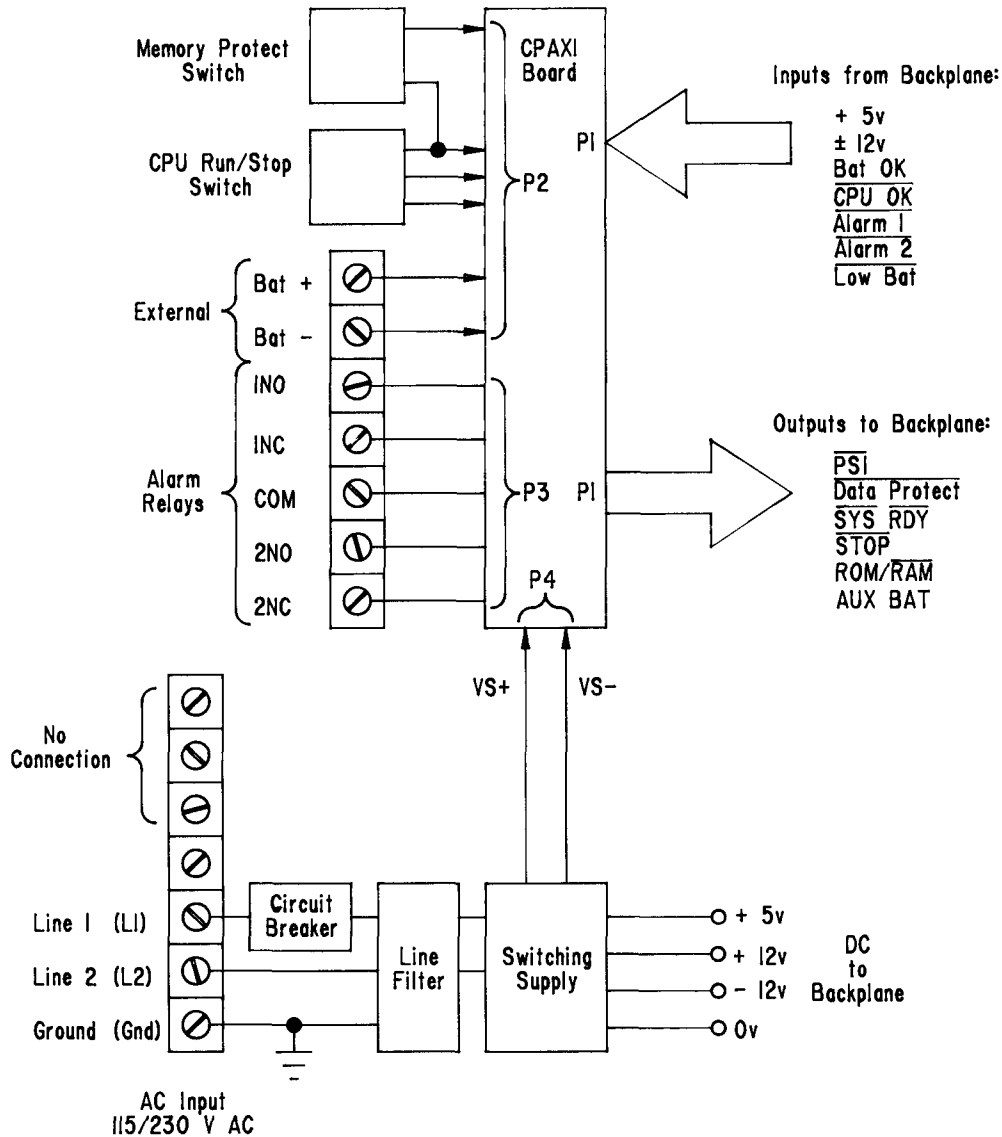 Memory Protect
Switch
CPU Run/Stop
Switch
CPAX1
Board
P1
P2
Inputs from Backplane:
+ 5v
± 12v
Bat OK
CPU OK
Alarm 1
Alarm 2
Low Bat
External
Bat +
Bat -
Alarm
Relays
1NO
1NC
COM
2NO
2NC
P3
P1
P4
Outputs to Backplane:
PS1
Data Protect
SYS RDY
STOP
ROM/RAM
AUX BAT
VS+
VS-
No
Connection
Line 1 (L1)
Line 2 (L2)
Ground (Gnd)
Circuit
Breaker
Line
Filter
Switching
Supply
+ 5v
+ 12v
- 12v
0v
DC
to
Backplane
AC Input
115/230 V AC